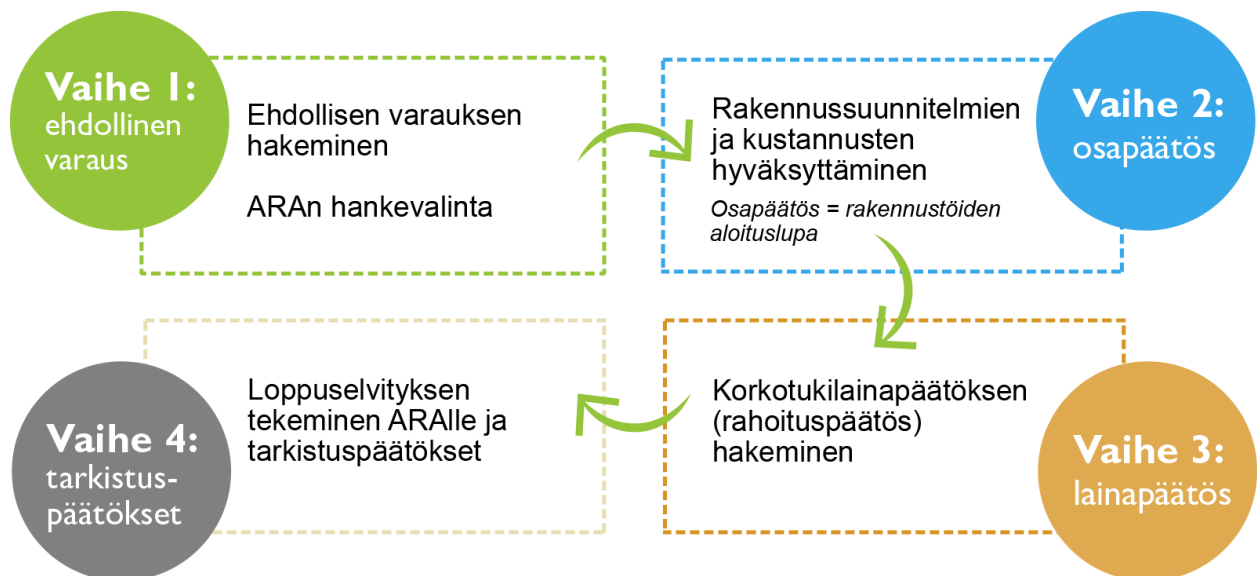 Vaihe 1:
ehdollinen
varaus
Ehdollisen varauksen
hakeminen
ARAn hankevalinta
Vaihe 2:
osapäätös
Rakennussuunnitelmien
ja kustannusten
hyväksyttäminen
Osapäätös = rakennustöiden
aloituslupa
Vaihe 3:
lainapäätös
Korkotukilainapäätöksen
(rahoituspäätös)
hakeminen
Vaihe 4:
tarkistus-
päätökset
Loppuselvityksen
tekeminen ARAlle ja
tarkistuspäätökset